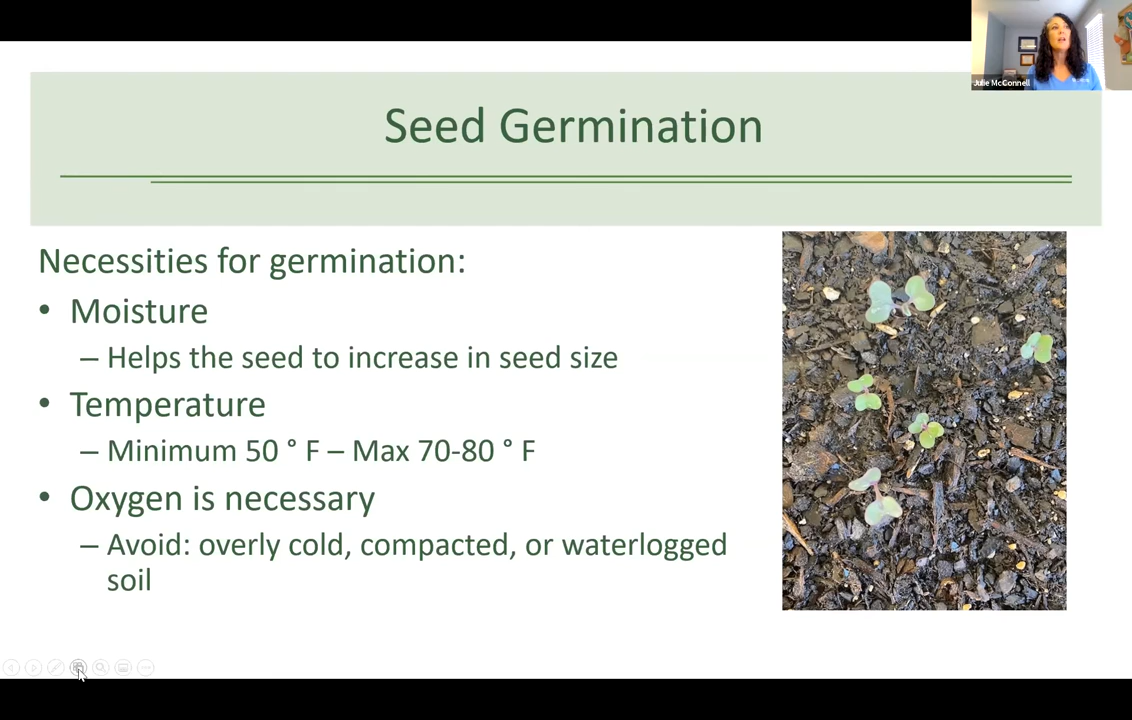 Julie McConnell
Seed Germination
Necessities for germination:
• Moisture
– Helps the seed to increase in seed size
• Temperature
– Minimum 50 ° F – Max 70-80 ° F
• Oxygen is necessary
– Avoid: overly cold, compacted, or waterlogged
soil